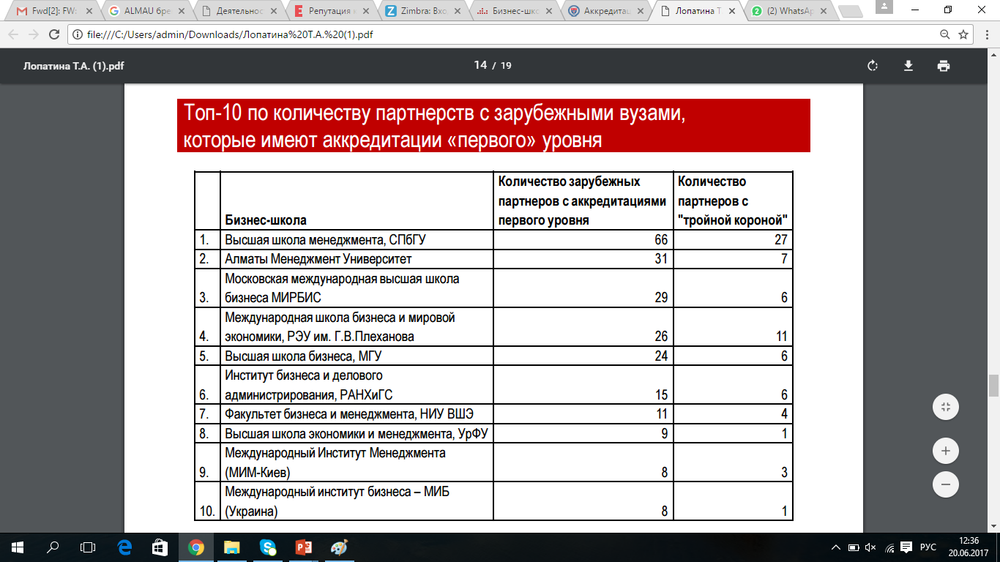 Fwd[2]: FW:
ALMAU бре
Деятельнос
Репутация
Zimbra: Вхо
Бизнес-шко
Аккредитац
Лопатина Т
(2) WhatsAp
file:///C:/Users/admin/Downloads/Лопатина%20Т.А.%20(1).pdf
Лопатина Т.А. (1).pdf
14 / 19
Топ-10 по количеству партнерств с зарубежными вузами,
которые имеют аккредитации «первого» уровня
Бизнес-школа
Количество зарубежных
партнеров с аккредитациями
первого уровня
Количество
партнеров с
"тройной короной"
1. Высшая школа менеджмента, СПбГУ 66 27
2. Алматы Менеджмент Университет 31 7
Московская международная высшая школа
3. бизнеса МИРБИС 29 6
Международная школа бизнеса и мировой
4. экономики, РЭУ им. Г.В.Плеханова 26 11
5. Высшая школа бизнеса, МГУ 24 6
Институт бизнеса и делового
6. администрирования, РАНХиГС 15 6
7. Факультет бизнеса и менеджмента, НИУ ВШЭ 11 4
8. Высшая школа экономики и менеджмента, УрФУ 9 1
Международный Институт Менеджмента
9. (МИМ-Киев) 8 3
Международный институт бизнеса – МИБ
10. (Украина) 8 1
РУС
12:36
20.06.2017